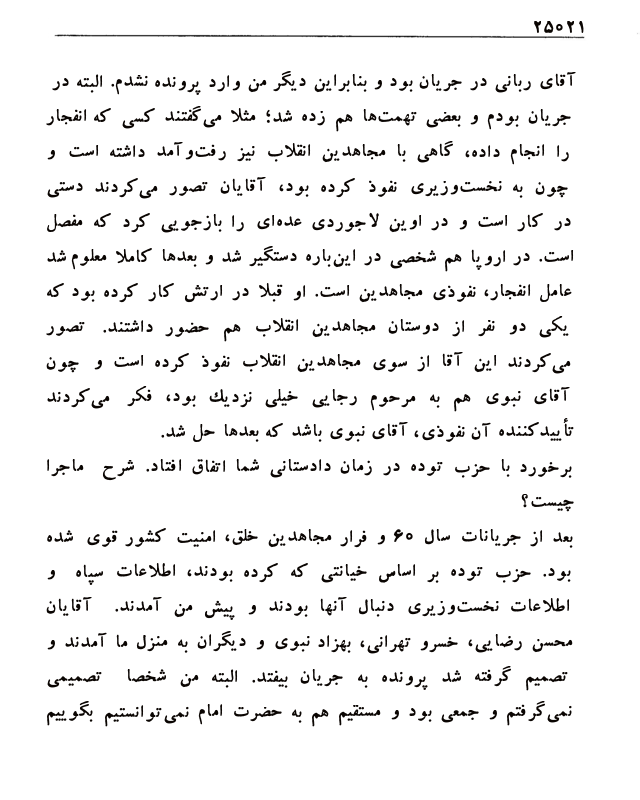 ۲۵۰۲۱
آقای ربانی در جریان بود و بنابراین دیگر من وارد پرونده نشدم. البته در
جریان بودم و بعضی تهمت‌ها هم زده شد؛ مثلا می‌گفتند کسی که انفجار
را انجام داده، گاهی با مجاهدین انقلاب نیز رفت‌وآمد داشته است و
چون به نخست‌وزیری نفوذ کرده بود، آقایان تصور می‌کردند دستی
در کار است و در اوین لاجوردی عده‌ای را بازجویی کرد که مفصل
است. در اروپا هم شخصی در این‌باره دستگیر شد و بعدها کاملا معلوم شد
عامل انفجار، نفوذی مجاهدین است. او قبلا در ارتش کار کرده بود که
یکی دو نفر از دوستان مجاهدین انقلاب هم حضور داشتند. تصور
می‌کردند این آقا از سوی مجاهدین انقلاب نفوذ کرده است و چون
آقای نبوی هم به مرحوم رجایی خیلی نزدیك بود، فکر می‌کردند
تأییدکننده آن نفوذی، آقای نبوی باشد که بعدها حل شد.
برخورد با حزب توده در زمان دادستانی شما اتفاق افتاد. شرح ماجرا
چیست؟
بعد از جریانات سال ۶۰ و فرار مجاهدین خلق، امنیت کشور قوی شده
بود. حزب توده بر اساس خیانتی که کرده بودند، اطلاعات سپاه و
اطلاعات نخست‌وزیری دنبال آنها بودند و پیش من آمدند. آقایان
محسن رضایی، خسرو تهرانی، بهزاد نبوی و دیگران به منزل ما آمدند و
تصمیم گرفته شد پرونده به جریان بیفتد. البته من شخصا تصمیمی
نمی‌گرفتم و جمعی بود و مستقیم هم به حضرت امام نمی‌توانستیم بگوییم